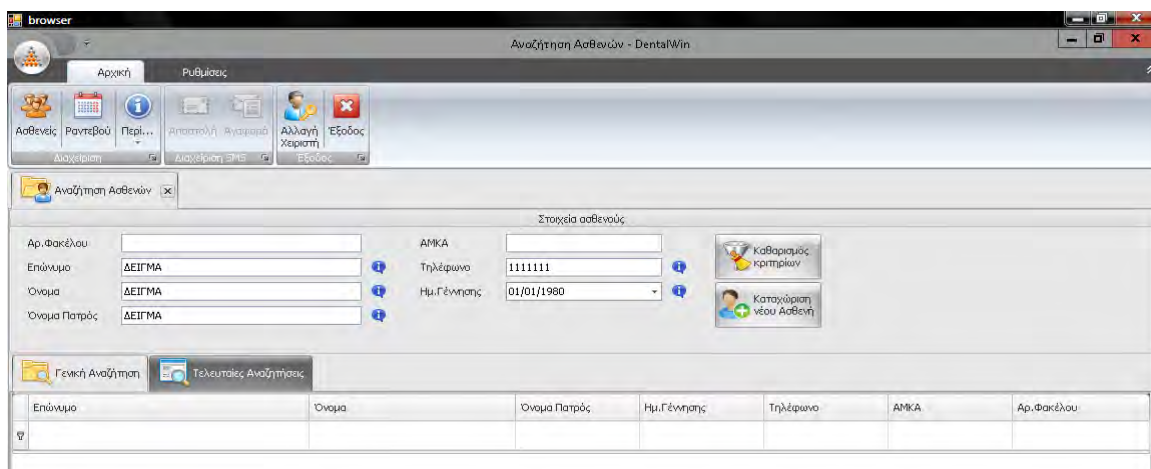 browser
Αναζήτηση Ασθενών - DentalWin
Αρχική Ρυθμίσεις
Ασθενείς Ραντεβού Περί... Αποστολή Αναφορά Αλλαγή Χειριστή Έξοδος
Διαχείριση Διαχείριση SMS Έξοδος
Αναζήτηση Ασθενών
Στοιχεία ασθενούς
Αρ.Φακέλου ΑΜΚΑ
Καθαρισμός κριτηρίων
Επώνυμο ΔΕΙΓΜΑ Τηλέφωνο 1111111
Όνομα ΔΕΙΓΜΑ Ημ.Γέννησης 01/01/1980
Καταχώριση νέου Ασθενή
Όνομα Πατρός ΔΕΙΓΜΑ
Γενική Αναζήτηση Τελευταίες Αναζητήσεις
Επώνυμο Όνομα Όνομα Πατρός Ημ.Γέννησης Τηλέφωνο ΑΜΚΑ Αρ.Φακέλου